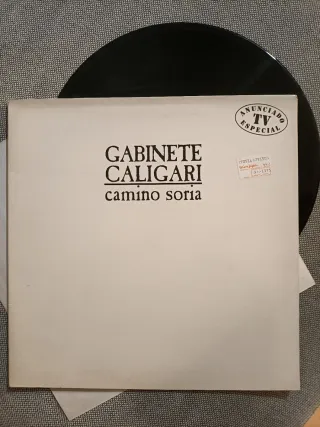 ANUNCIADO
TV
ESPECIAL
GABINETE
CALIGARI
camino soria